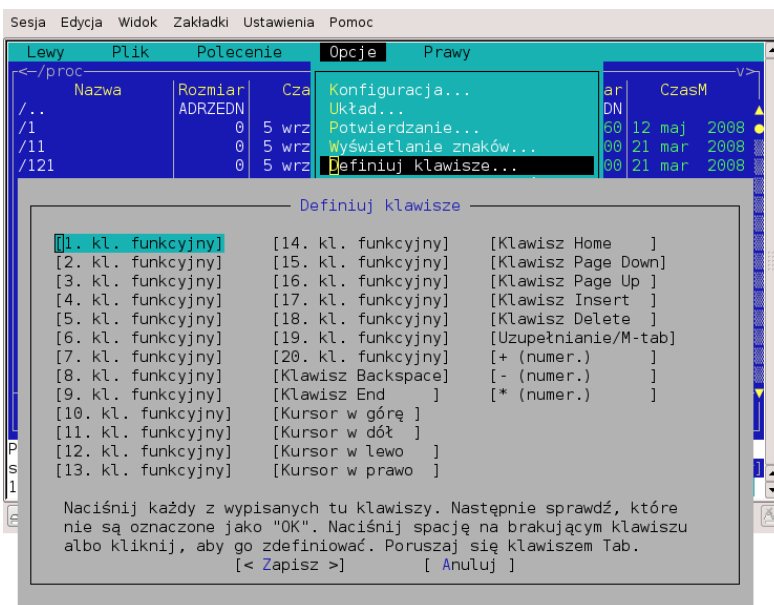 Sesja Edycja Widok Zakładki Ustawienia Pomoc
Lewy Plik Polecenie Opcje Prawy
<—/proc v>
Nazwa Rozmiar Cza Konfiguracja... ar CzasM
/.. ADRZEDN Układ... DN
/1 0 5 wrz Potwierdzanie... 60 12 maj 2008
/11 0 5 wrz Wyświetlanie znaków... 00 21 mar 2008
/121 0 5 wrz Definiuj klawisze... 00 21 mar 2008
Definiuj klawisze
[1. kl. funkcyjny] [14. kl. funkcyjny] [Klawisz Home ]
[2. kl. funkcyjny] [15. kl. funkcyjny] [Klawisz Page Down]
[3. kl. funkcyjny] [16. kl. funkcyjny] [Klawisz Page Up ]
[4. kl. funkcyjny] [17. kl. funkcyjny] [Klawisz Insert ]
[5. kl. funkcyjny] [18. kl. funkcyjny] [Klawisz Delete ]
[6. kl. funkcyjny] [19. kl. funkcyjny] [Uzupełnianie/M-tab]
[7. kl. funkcyjny] [20. kl. funkcyjny] [+ (numer.) ]
[8. kl. funkcyjny] [Klawisz Backspace] [- (numer.) ]
[9. kl. funkcyjny] [Klawisz End ] [* (numer.) ]
[10. kl. funkcyjny] [Kursor w górę ]
[11. kl. funkcyjny] [Kursor w dół ]
[12. kl. funkcyjny] [Kursor w lewo ]
[13. kl. funkcyjny] [Kursor w prawo ]
Naciśnij każdy z wypisanych tu klawiszy. Następnie sprawdź, które
nie są oznaczone jako "OK". Naciśnij spację na brakującym klawiszu
albo kliknij, aby go zdefiniować. Poruszaj się klawiszem Tab.
[< Zapisz >] [ Anuluj ]